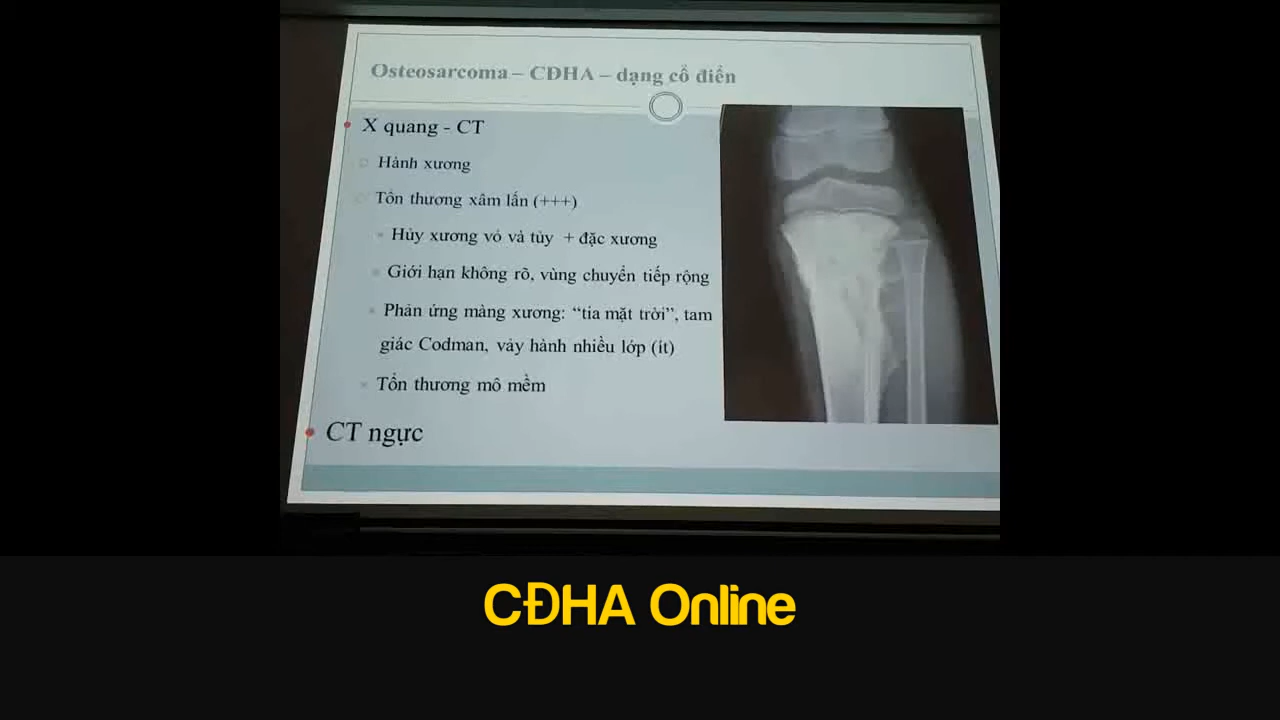 Osteosarcoma – CĐHA – dạng cổ điển
X quang - CT
Hành xương
Tổn thương xâm lấn (+++)
Hủy xương vỏ và tủy + đặc xương
Giới hạn không rõ, vùng chuyển tiếp rộng
Phản ứng màng xương: “tia mặt trời”, tam
giác Codman, vảy hành nhiều lớp (ít)
Tổn thương mô mềm
CT ngực
CĐHA Online